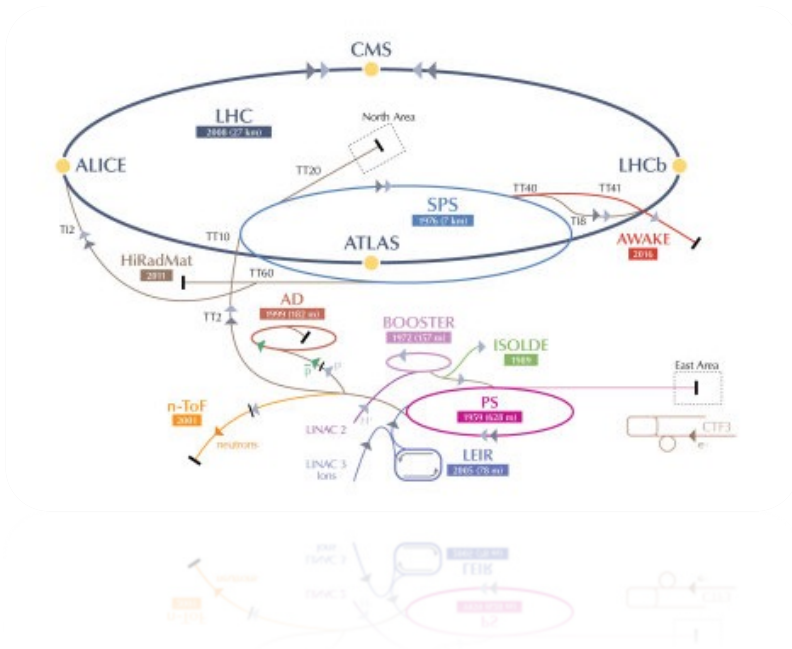 CMS
LHC
2008 (27 km)
North Area
ALICE
LHCb
TT20
TT40
TT41
SPS
1976 (7 km)
TI2
TT10
ATLAS
TI8
AWAKE
2016
HiRadMat
2011
TT60
AD
1999 (182 m)
TT2
BOOSTER
1972 (157 m)
ISOLDE
1989
p
p
East Area
n-ToF
2001
PS
1959 (628 m)
H
LINAC 2
neutrons
CTF3
e-
LINAC 3
Ions
LEIR
2005 (78 m)